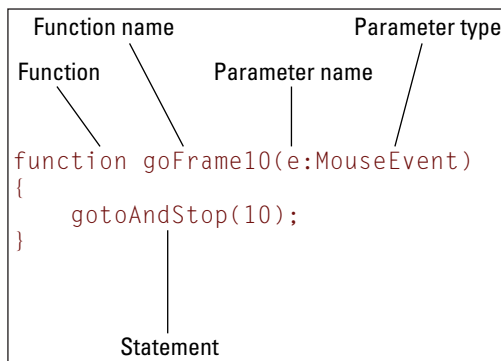 Function name Parameter type
Function Parameter name
function goFrame10(e:MouseEvent)
{
gotoAndStop(10);
}
Statement